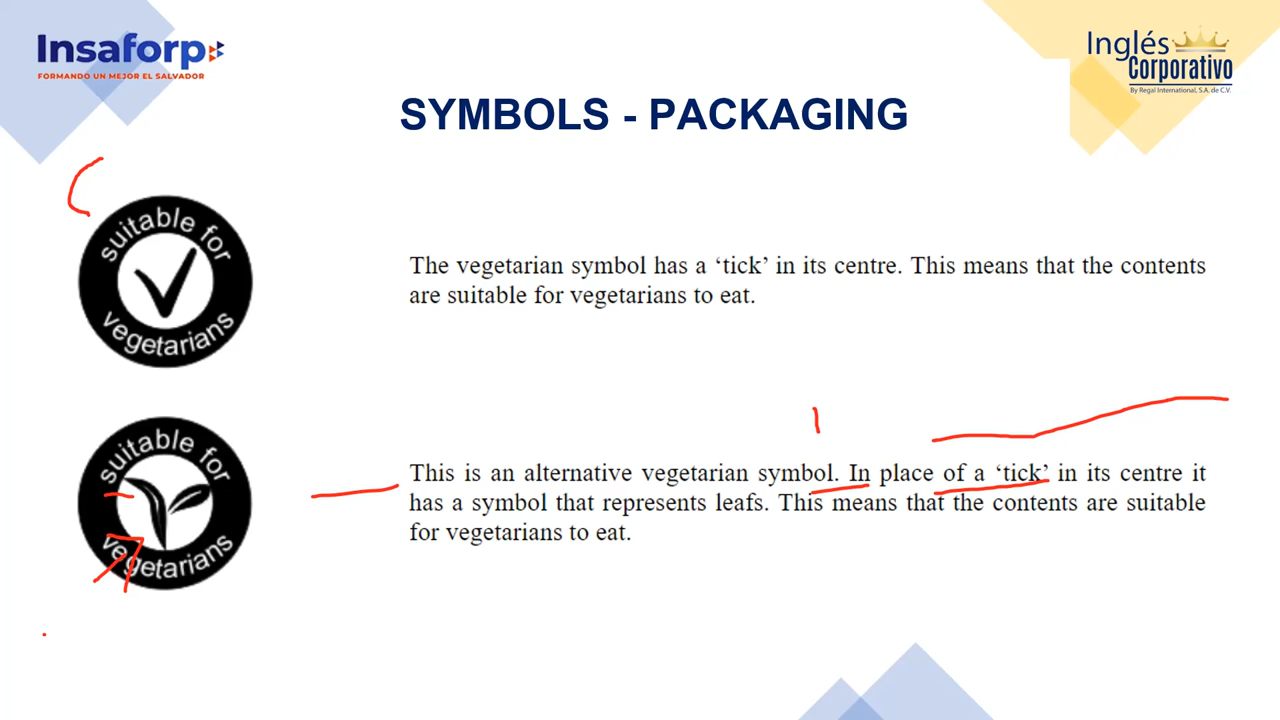 Insaforp
FORMANDO UN MEJOR EL SALVADOR
Inglés
Corporativo
By Regal International, S.A. de C.V.
SYMBOLS - PACKAGING
suitable for
vegetarians
The vegetarian symbol has a ‘tick’ in its centre. This means that the contents
are suitable for vegetarians to eat.
suitable for
vegetarians
This is an alternative vegetarian symbol. In place of a ‘tick’ in its centre it
has a symbol that represents leafs. This means that the contents are suitable
for vegetarians to eat.